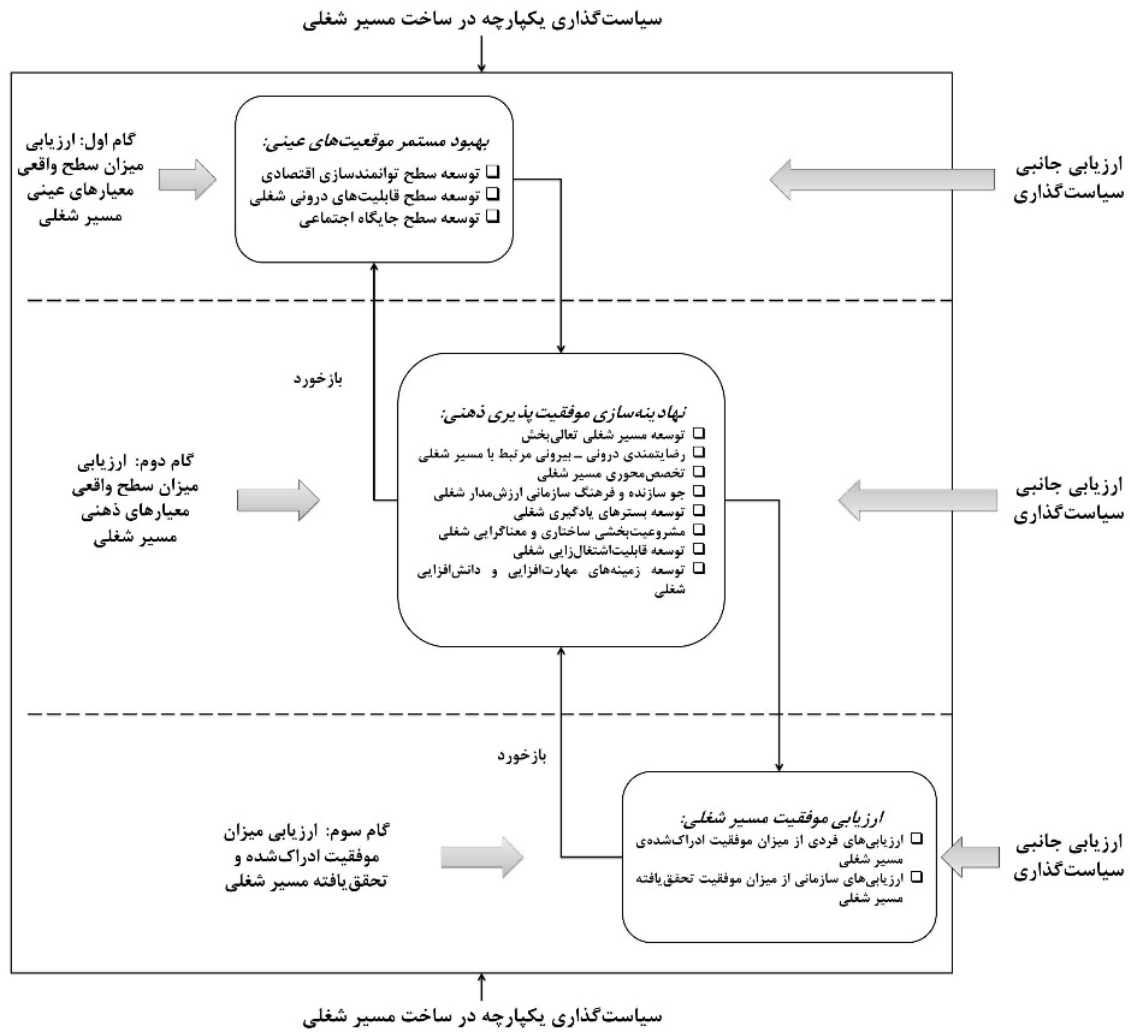 سیاست‌گذاری یکپارچه در ساخت مسیر شغلی
گام اول: ارزیابی
میزان سطح واقعی
معیارهای عینی
مسیر شغلی
بهبود مستمر موقعیت‌های عینی:
❑ توسعه سطح توانمندسازی اقتصادی
❑ توسعه سطح قابلیت‌های درونی شغلی
❑ توسعه سطح جایگاه اجتماعی
ارزیابی جانبی
سیاست‌گذاری
بازخورد
گام دوم: ارزیابی
میزان سطح واقعی
معیارهای ذهنی
مسیر شغلی
نهادینه‌سازی موفقیت‌پذیری ذهنی:
❑ توسعه مسیر شغلی تعالی‌بخش
❑ رضایتمندی درونی – بیرونی مرتبط با مسیر شغلی
❑ تخصص‌محوری مسیر شغلی
❑ جو سازنده و فرهنگ سازمانی ارزش‌مدار شغلی
❑ توسعه بسترهای یادگیری شغلی
❑ مشروعیت‌بخشی ساختاری و معناگرایی شغلی
❑ توسعه قابلیت‌اشتغال‌زایی شغلی
❑ توسعه زمینه‌های مهارت‌افزایی و دانش‌افزایی
شغلی
ارزیابی جانبی
سیاست‌گذاری
بازخورد
گام سوم: ارزیابی میزان
موفقیت ادراک‌شده و
تحقق‌یافته مسیر شغلی
ارزیابی موفقیت مسیر شغلی:
❑ ارزیابی‌های فردی از میزان موفقیت ادراک‌شده‌ی
مسیر شغلی
❑ ارزیابی‌های سازمانی از میزان موفقیت تحقق‌یافته
مسیر شغلی
ارزیابی جانبی
سیاست‌گذاری
سیاست‌گذاری یکپارچه در ساخت مسیر شغلی